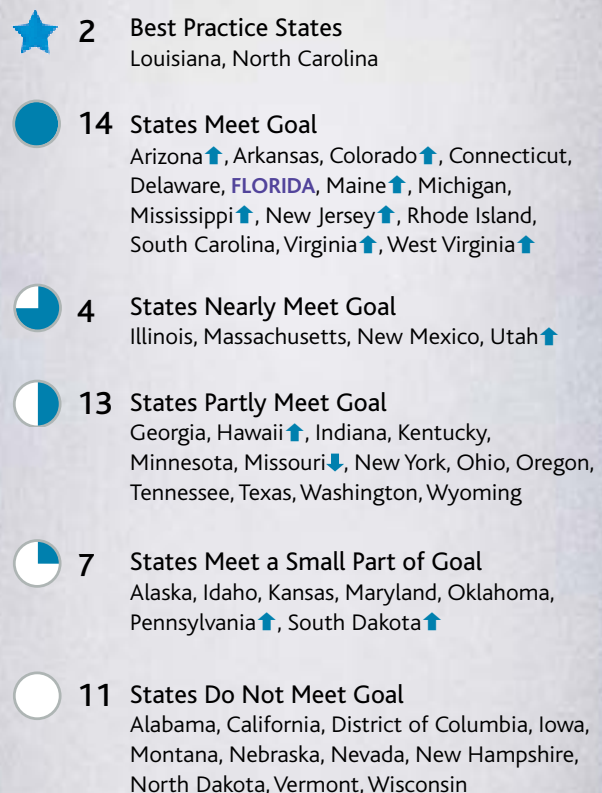 2 Best Practice States
Louisiana, North Carolina
14 States Meet Goal
Arizona⬆, Arkansas, Colorado⬆, Connecticut,
Delaware, FLORIDA, Maine⬆, Michigan,
Mississippi⬆, New Jersey⬆, Rhode Island,
South Carolina, Virginia⬆, West Virginia⬆
4 States Nearly Meet Goal
Illinois, Massachusetts, New Mexico, Utah⬆
13 States Partly Meet Goal
Georgia, Hawaii⬆, Indiana, Kentucky,
Minnesota, Missouri⬇, New York, Ohio, Oregon,
Tennessee, Texas, Washington, Wyoming
7 States Meet a Small Part of Goal
Alaska, Idaho, Kansas, Maryland, Oklahoma,
Pennsylvania⬆, South Dakota⬆
11 States Do Not Meet Goal
Alabama, California, District of Columbia, Iowa,
Montana, Nebraska, Nevada, New Hampshire,
North Dakota, Vermont, Wisconsin